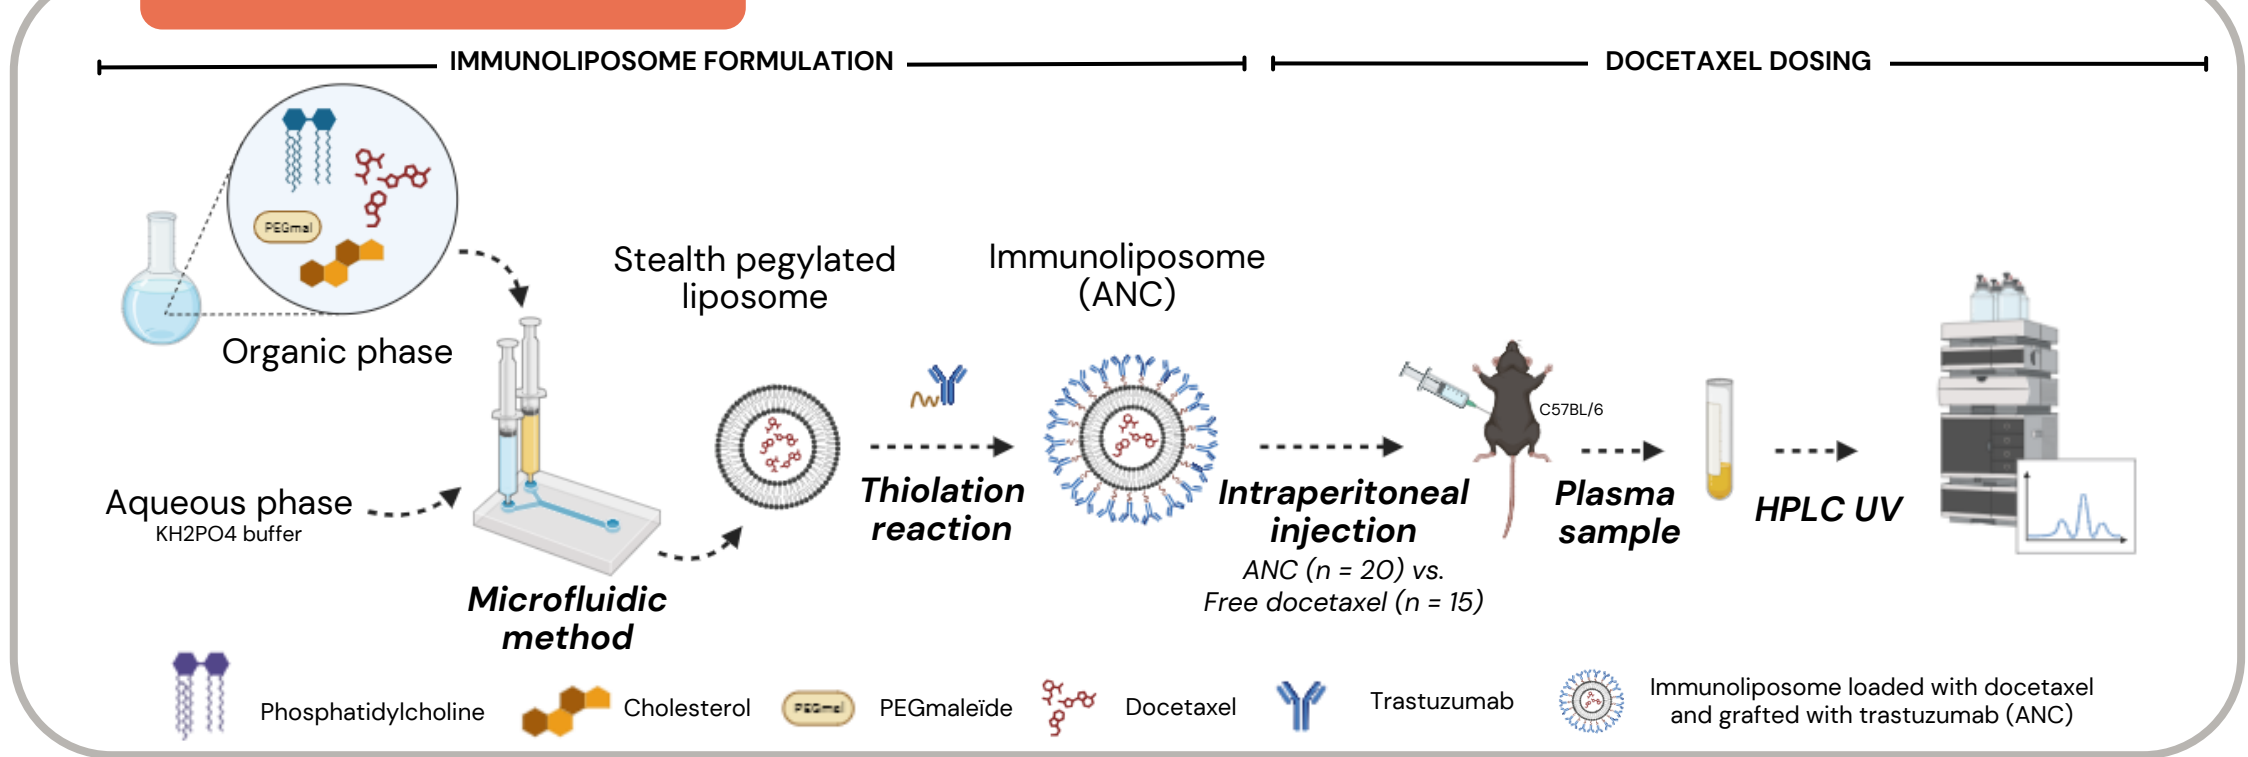 IMMUNOLIPOSOME FORMULATION
DOCETAXEL DOSING
PEGmal
Organic phase
Aqueous phase
KH2PO4 buffer
Microfluidic
method
Stealth pegylated
liposome
Thiolation
reaction
Immunoliposome
(ANC)
Intraperitoneal
injection
ANC (n = 20) vs.
Free docetaxel (n = 15)
C57BL/6
Plasma
sample
HPLC UV
Phosphatidylcholine
Cholesterol
PEGmal
PEGmaleïde
Docetaxel
Trastuzumab
Immunoliposome loaded with docetaxel
and grafted with trastuzumab (ANC)